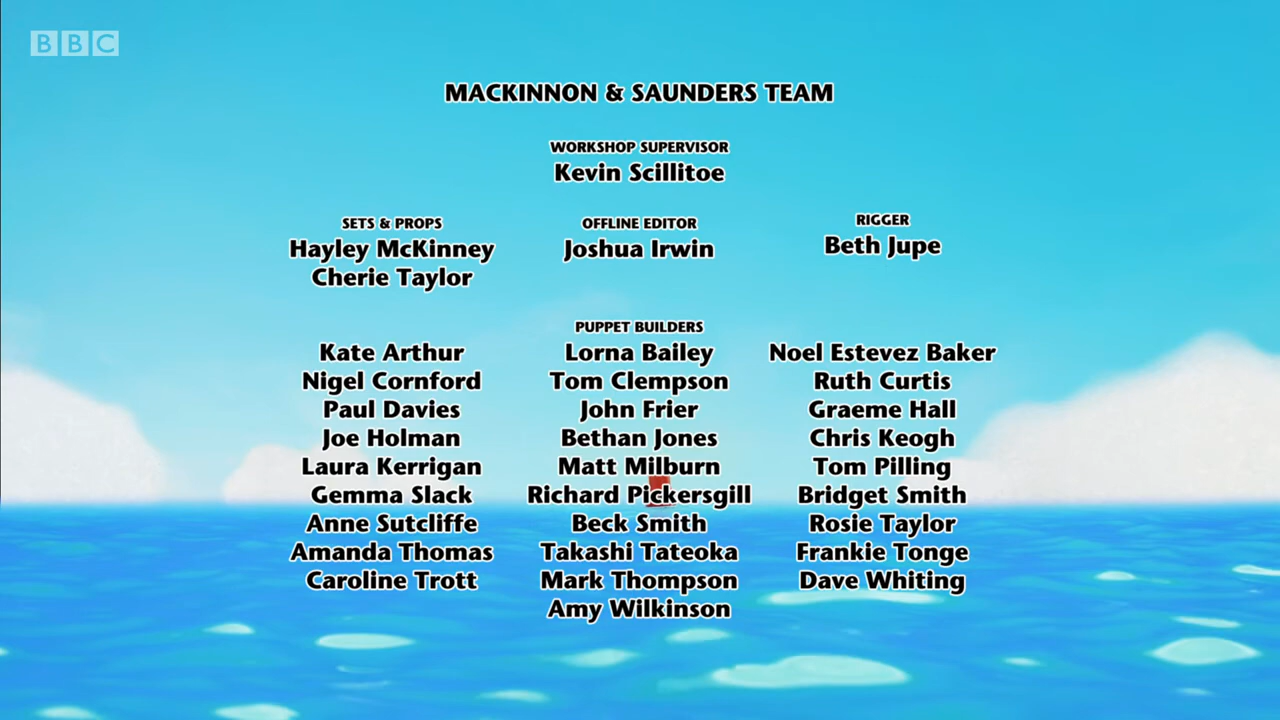 BBC
MACKINNON & SAUNDERS TEAM
WORKSHOP SUPERVISOR
Kevin Scillitoe
SETS & PROPS
Hayley McKinney
Cherie Taylor
OFFLINE EDITOR
Joshua Irwin
RIGGER
Beth Jupe
PUPPET BUILDERS
Kate Arthur
Nigel Cornford
Paul Davies
Joe Holman
Laura Kerrigan
Gemma Slack
Anne Sutcliffe
Amanda Thomas
Caroline Trott
Lorna Bailey
Tom Clempson
John Frier
Bethan Jones
Matt Milburn
Richard Pickersgill
Beck Smith
Takashi Tateoka
Mark Thompson
Amy Wilkinson
Noel Estevez Baker
Ruth Curtis
Graeme Hall
Chris Keogh
Tom Pilling
Bridget Smith
Rosie Taylor
Frankie Tonge
Dave Whiting